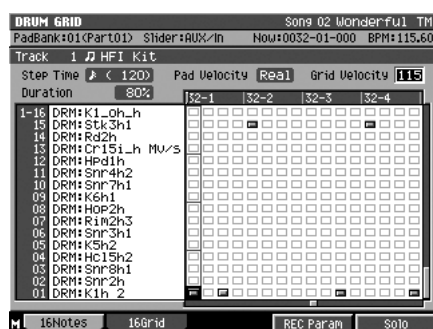 DRUM GRID Song 02 Wonderful TM
PadBank:01(Part01) Slider:AUX/In Now:0032-01-000 BPM:115.60
Track 1 HFI Kit
Step Time ( 120) Pad Velocity Real Grid Velocity 115
Duration 80%
32-1 32-2 32-3 32-4
1-16 DRM:K1_oh_h
15 DRM:Stk3h1
14 DRM:Rd2h
13 DRM:Cr15i_h MV/S
12 DRM:HPd1h
11 DRM:Snr4h2
10 DRM:Snr7h1
09 DRM:K6h1
08 DRM:HoP2h
07 DRM:Rim2h3
06 DRM:Snr3h1
05 DRM:K5h2
04 DRM:Hc15h2
03 DRM:Snr8h1
02 DRM:Snr2h
01 DRM:K1h 2
M 16Notes 16Grid REC Param Solo